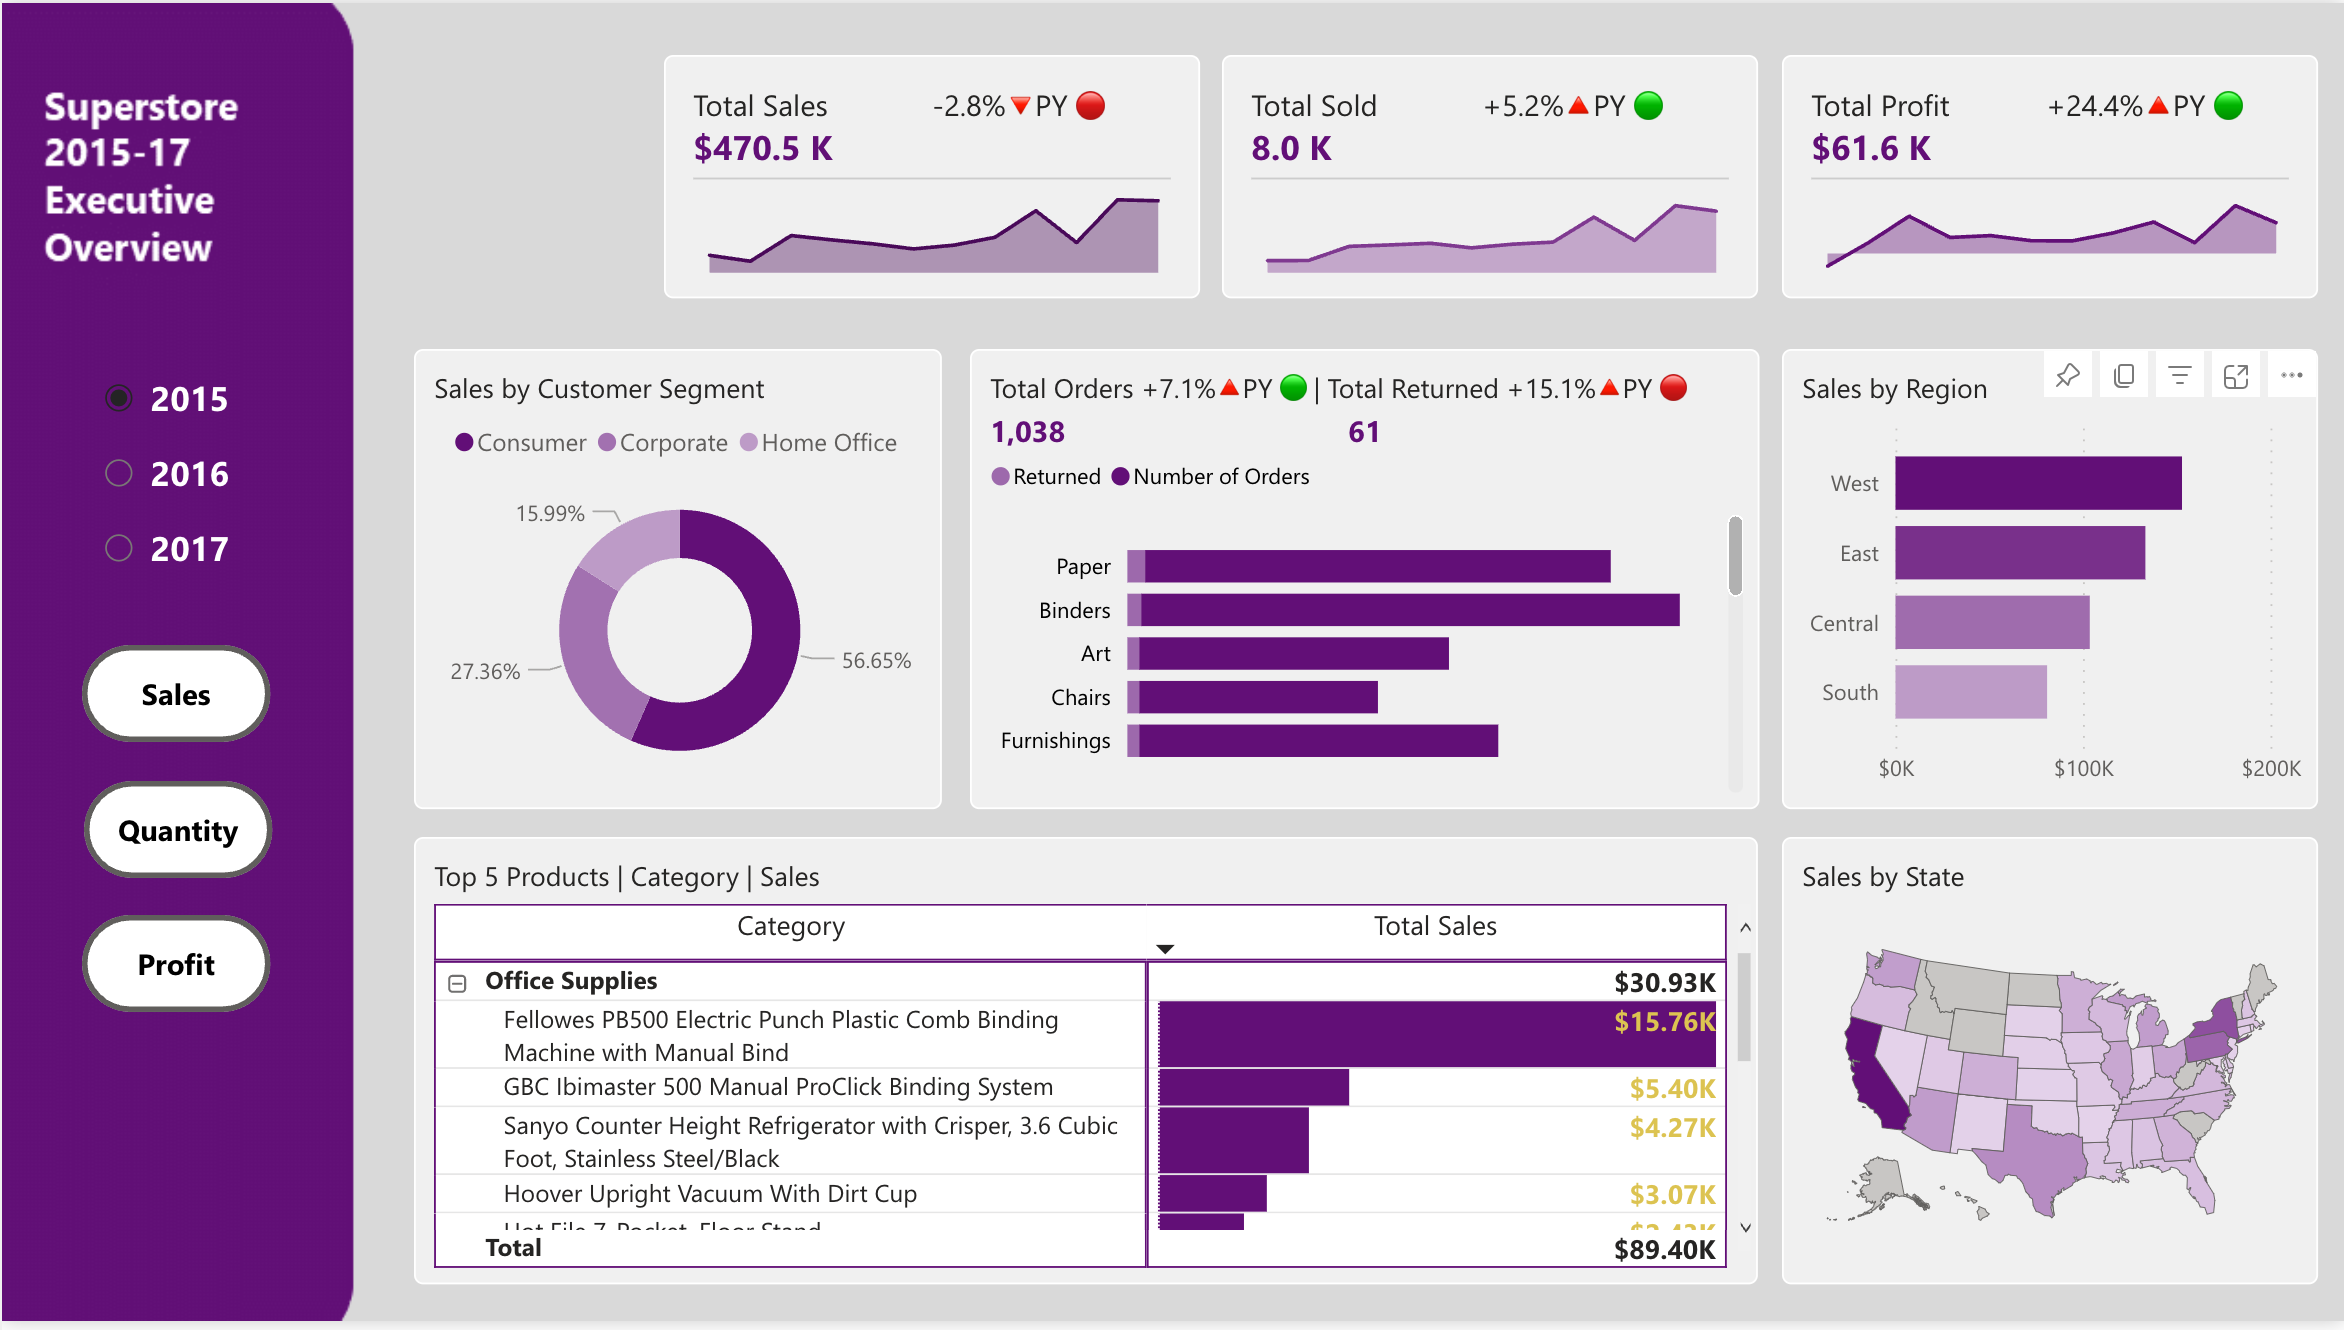 Superstore
2015-17
Executive
Overview
2015
2016
2017
Sales
Quantity
Profit
Total Sales -2.8% PY
$470.5 K
Total Sold +5.2% PY
8.0 K
Total Profit +24.4% PY
$61.6 K
Sales by Customer Segment
Consumer Corporate Home Office
15.99%
27.36%
56.65%
Total Orders +7.1% PY | Total Returned +15.1% PY
1,038 61
Returned Number of Orders
Paper
Binders
Art
Chairs
Furnishings
Sales by Region
West
East
Central
South
$0K $100K $200K
Top 5 Products | Category | Sales
Category Total Sales
Office Supplies $30.93K
Fellowes PB500 Electric Punch Plastic Comb Binding $15.76K
Machine with Manual Bind
GBC Ibimaster 500 Manual ProClick Binding System $5.40K
Sanyo Counter Height Refrigerator with Crisper, 3.6 Cubic $4.27K
Foot, Stainless Steel/Black
Hoover Upright Vacuum With Dirt Cup $3.07K
Hot File 7-Pocket, Floor Stand
Total $89.40K
Sales by State